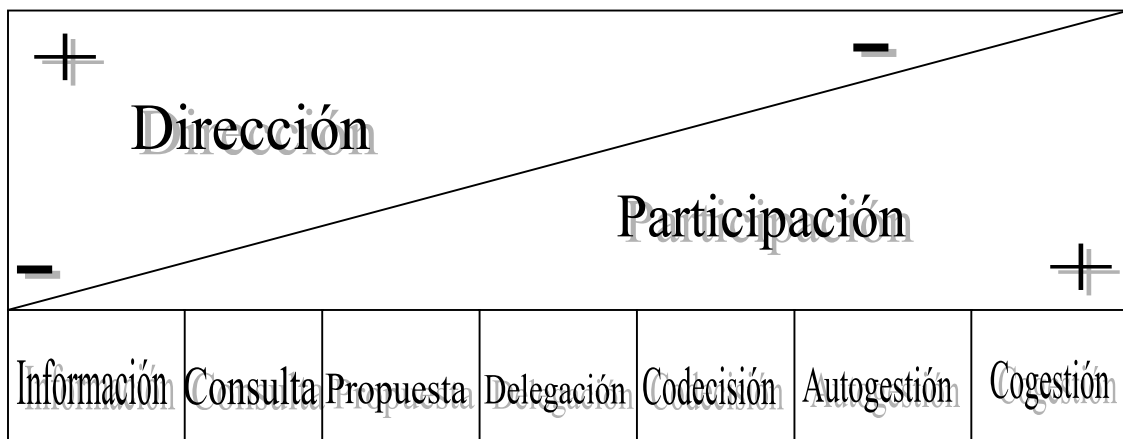 + -
Dirección
Participación
- +
Información Consulta Propuesta Delegación Codecisión Autogestión Cogestión